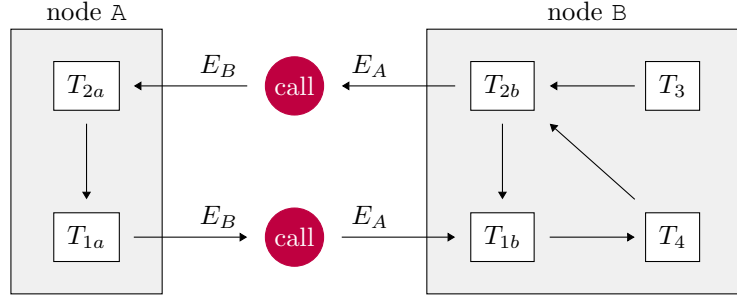 node A
node B
T_{2a}
E_B
call
E_A
T_{2b}
T_3
T_{1a}
E_B
call
E_A
T_{1b}
T_4